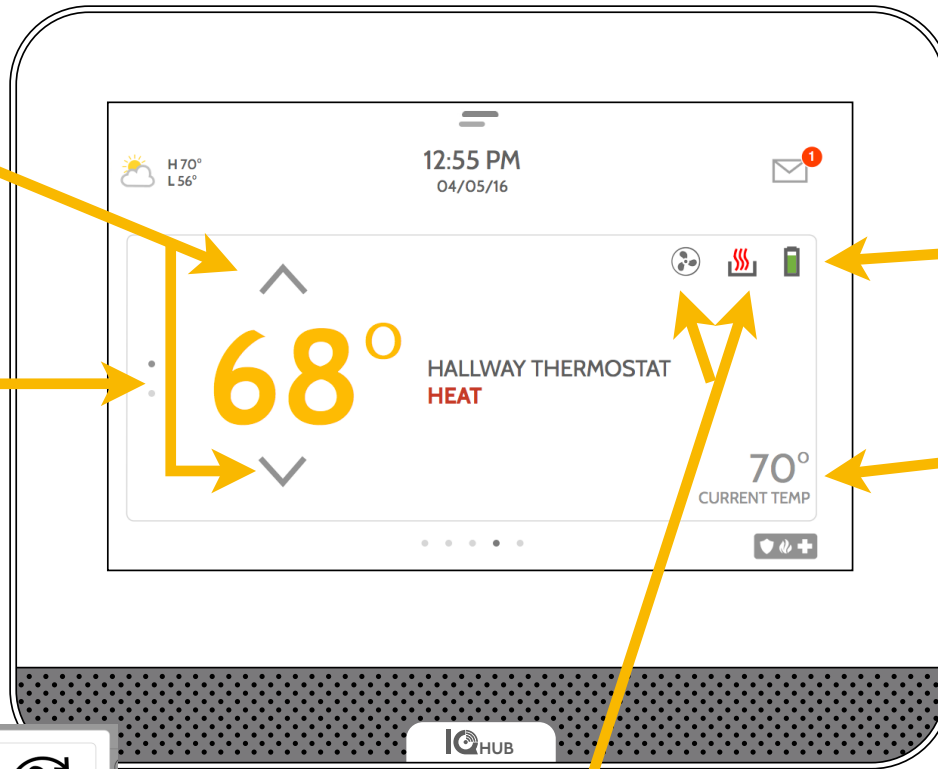 H 70°
L 56°
12:55 PM
04/05/16
1
68°
HALLWAY THERMOSTAT
HEAT
70°
CURRENT TEMP
IQ HUB